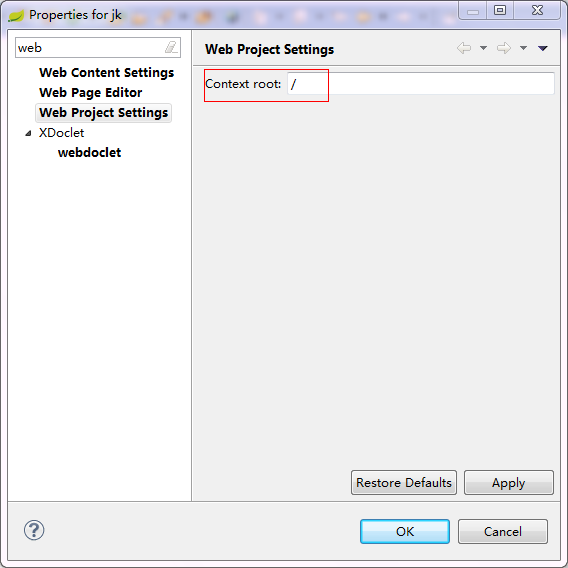 Properties for jk
web
Web Content Settings
Web Page Editor
Web Project Settings
XDoclet
webdoclet
Web Project Settings
Context root: /
Restore Defaults
Apply
?
OK
Cancel